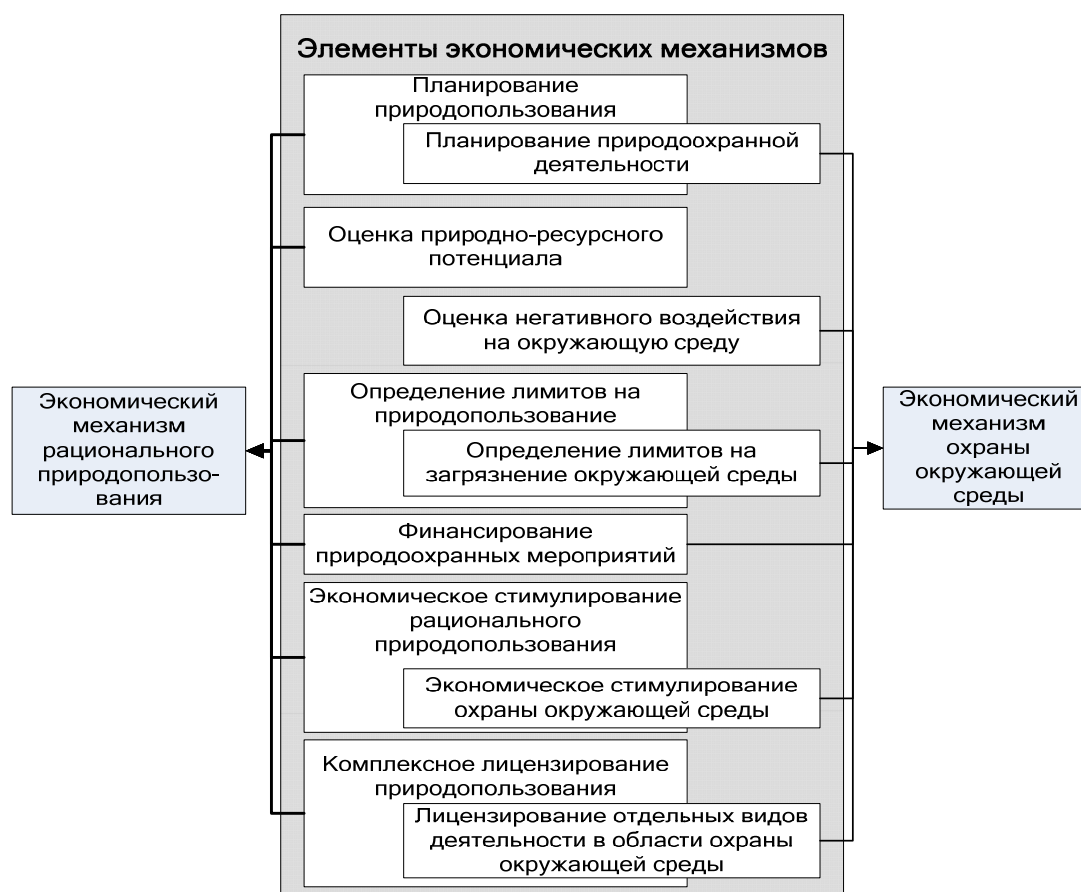 Элементы экономических механизмов
Планирование
природопользования
Планирование природоохранной
деятельности
Оценка природно-ресурсного
потенциала
Оценка негативного воздействия
на окружающую среду
Экономический
механизм
рационального
природопользо-
вания
Определение лимитов на
природопользование
Определение лимитов на
загрязнение окружающей среды
Экономический
механизм
охраны
окружающей
среды
Финансирование
природоохранных мероприятий
Экономическое стимулирование
рационального
природопользования
Экономическое стимулирование
охраны окружающей среды
Комплексное лицензирование
природопользования
Лицензирование отдельных видов
деятельности в области охраны
окружающей среды